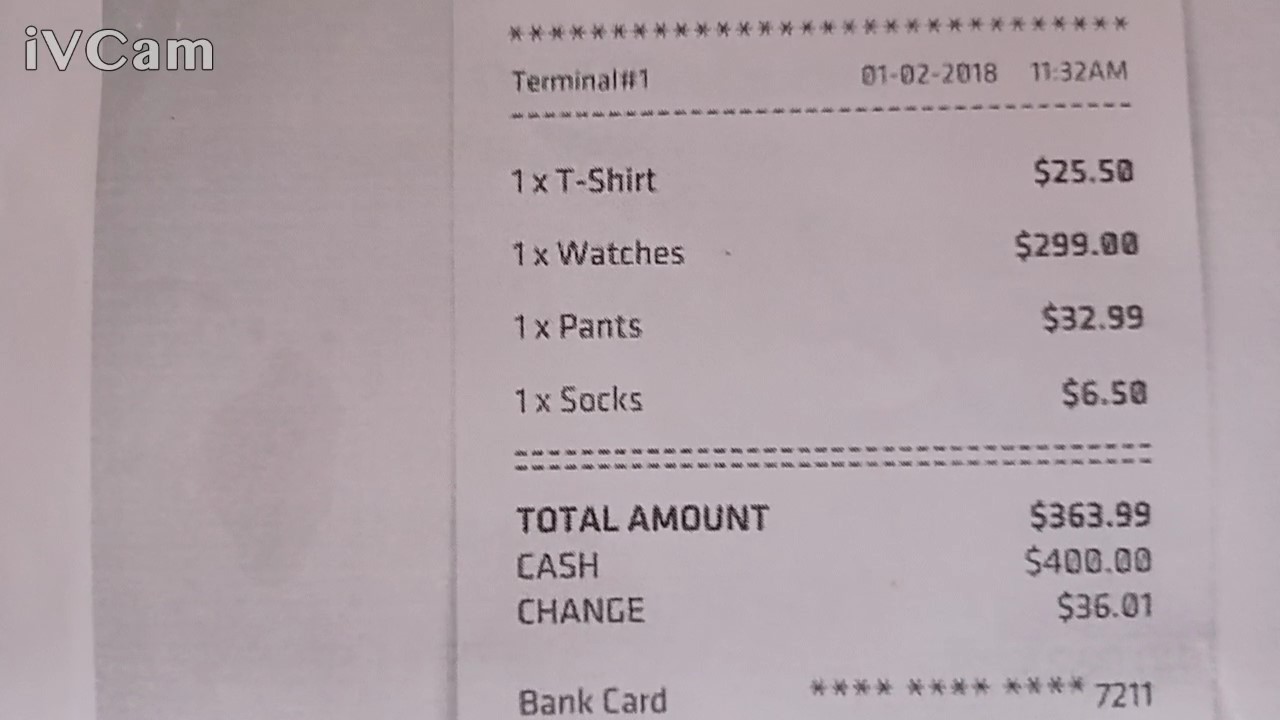 iVCam
*******************************
Terminal#1 01-02-2018 11:32AM
1 x T-Shirt $25.50
1 x Watches $299.00
1 x Pants $32.99
1 x Socks $6.50
TOTAL AMOUNT $363.99
CASH $400.00
CHANGE $36.01
Bank Card **** **** **** 7211